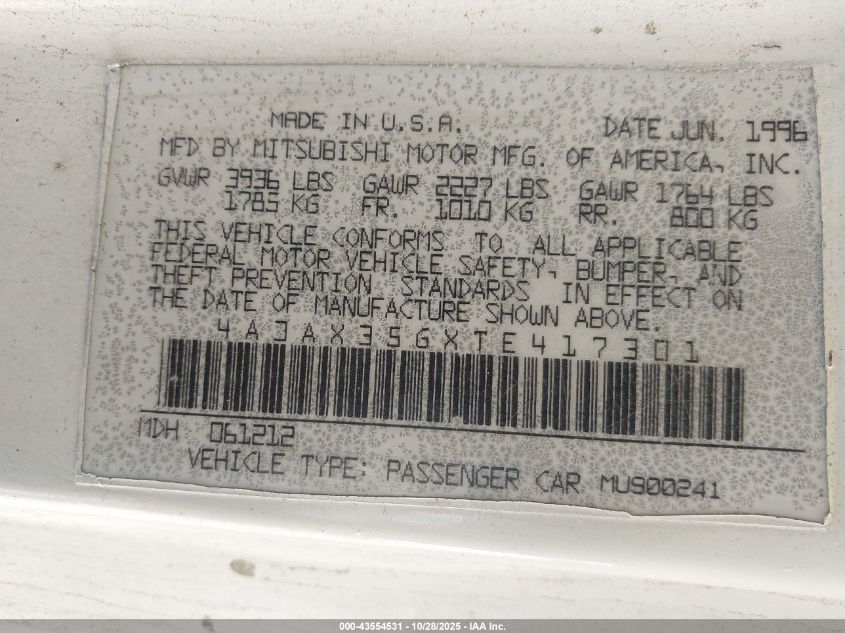 MADE IN U.S.A. DATE JUN. 1996
MFD BY MITSUBISHI MOTOR MFG. OF AMERICA, INC.
GVWR 3936 LBS GAWR 2227 LBS GAWR 1764 LBS
1785 KG FR. 1010 KG RR. 800 KG
THIS VEHICLE CONFORMS TO ALL APPLICABLE
FEDERAL MOTOR VEHICLE SAFETY, BUMPER, AND
THEFT PREVENTION STANDARDS IN EFFECT ON
THE DATE OF MANUFACTURE SHOWN ABOVE.
4A3AX35GXTE417301
MDH 061212
VEHICLE TYPE: PASSENGER CAR MU900241
000-43554531 | 10/28/2025 - IAA Inc.